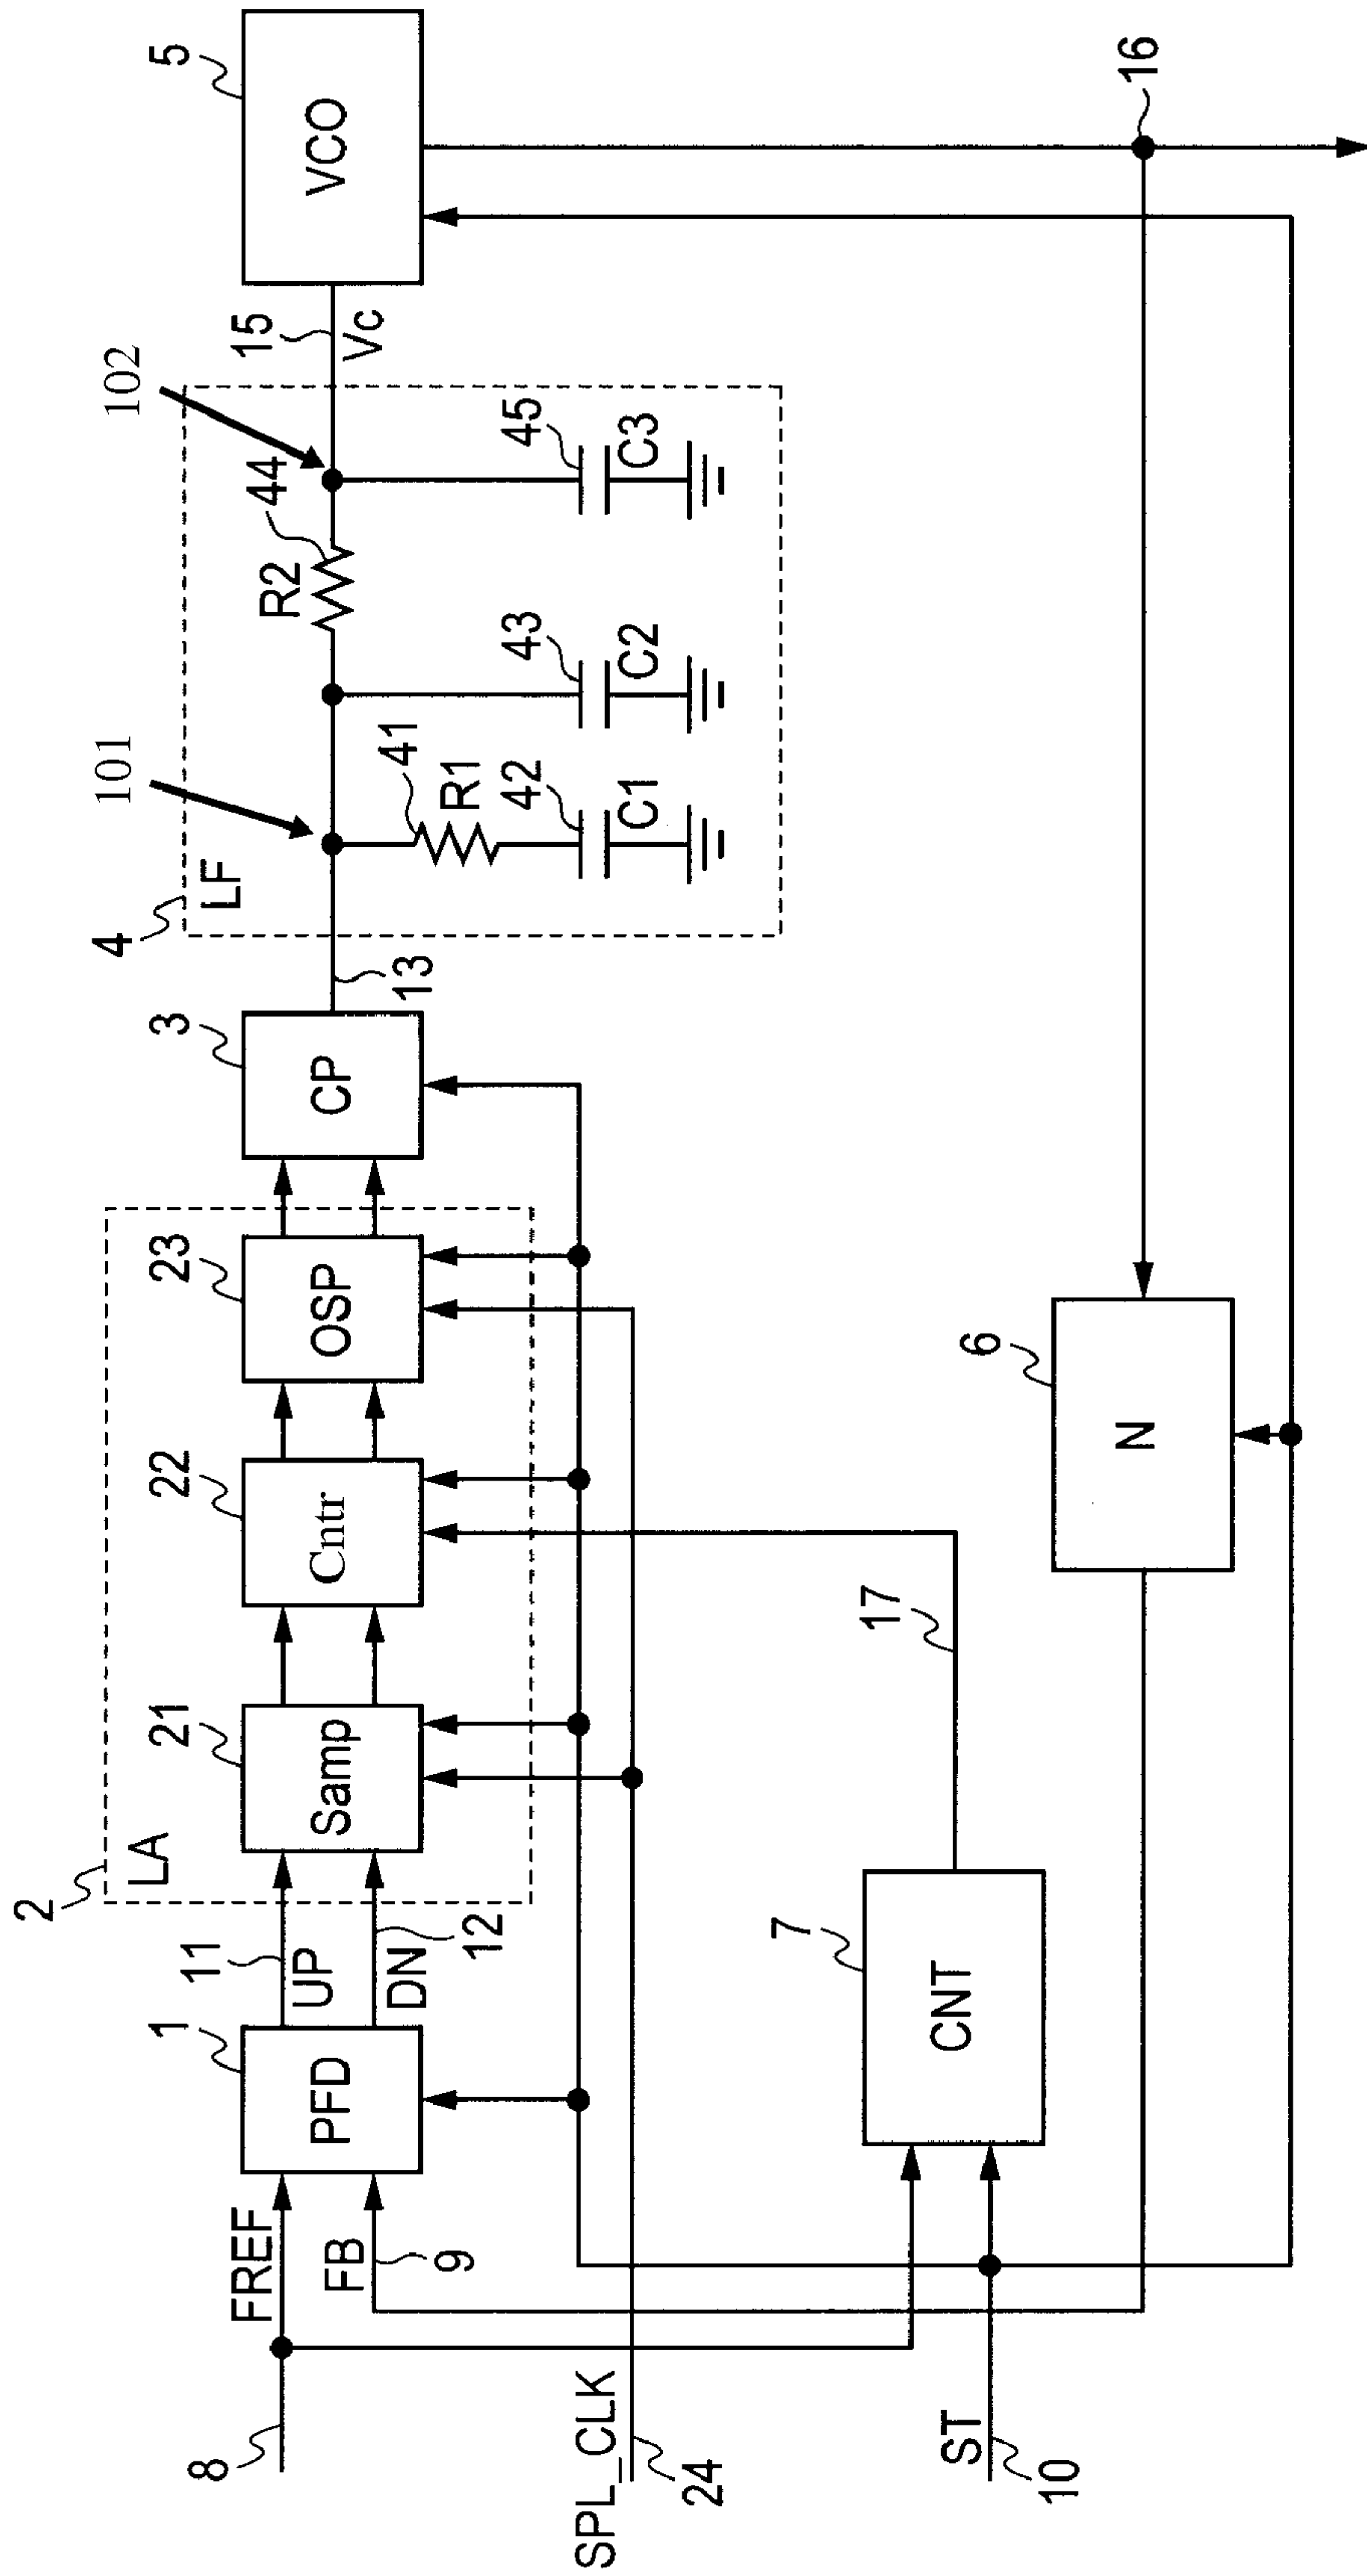 8
FREF
FB
9
SPL_CLK
24
ST
10
1
PFD
11
UP
DN
12
2
LA
21
Samp
22
Cntr
23
OSP
3
CP
13
4
LF
101
41
R1
42
C1
43
C2
R2
44
102
45
C3
15
Vc
5
VCO
16
7
CNT
17
6
N